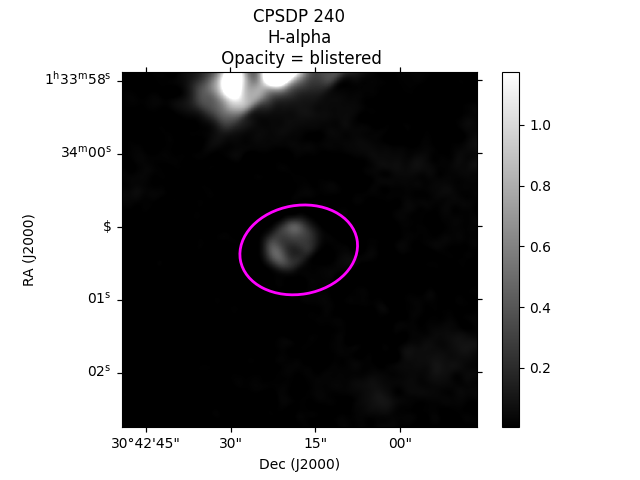 CPSDP 240
H-alpha
Opacity = blistered
1ʰ33ᵐ58ˢ
34ᵐ00ˢ
$
01ˢ
02ˢ
RA (J2000)
30°42'45"
30"
15"
00"
Dec (J2000)
1.0
0.8
0.6
0.4
0.2